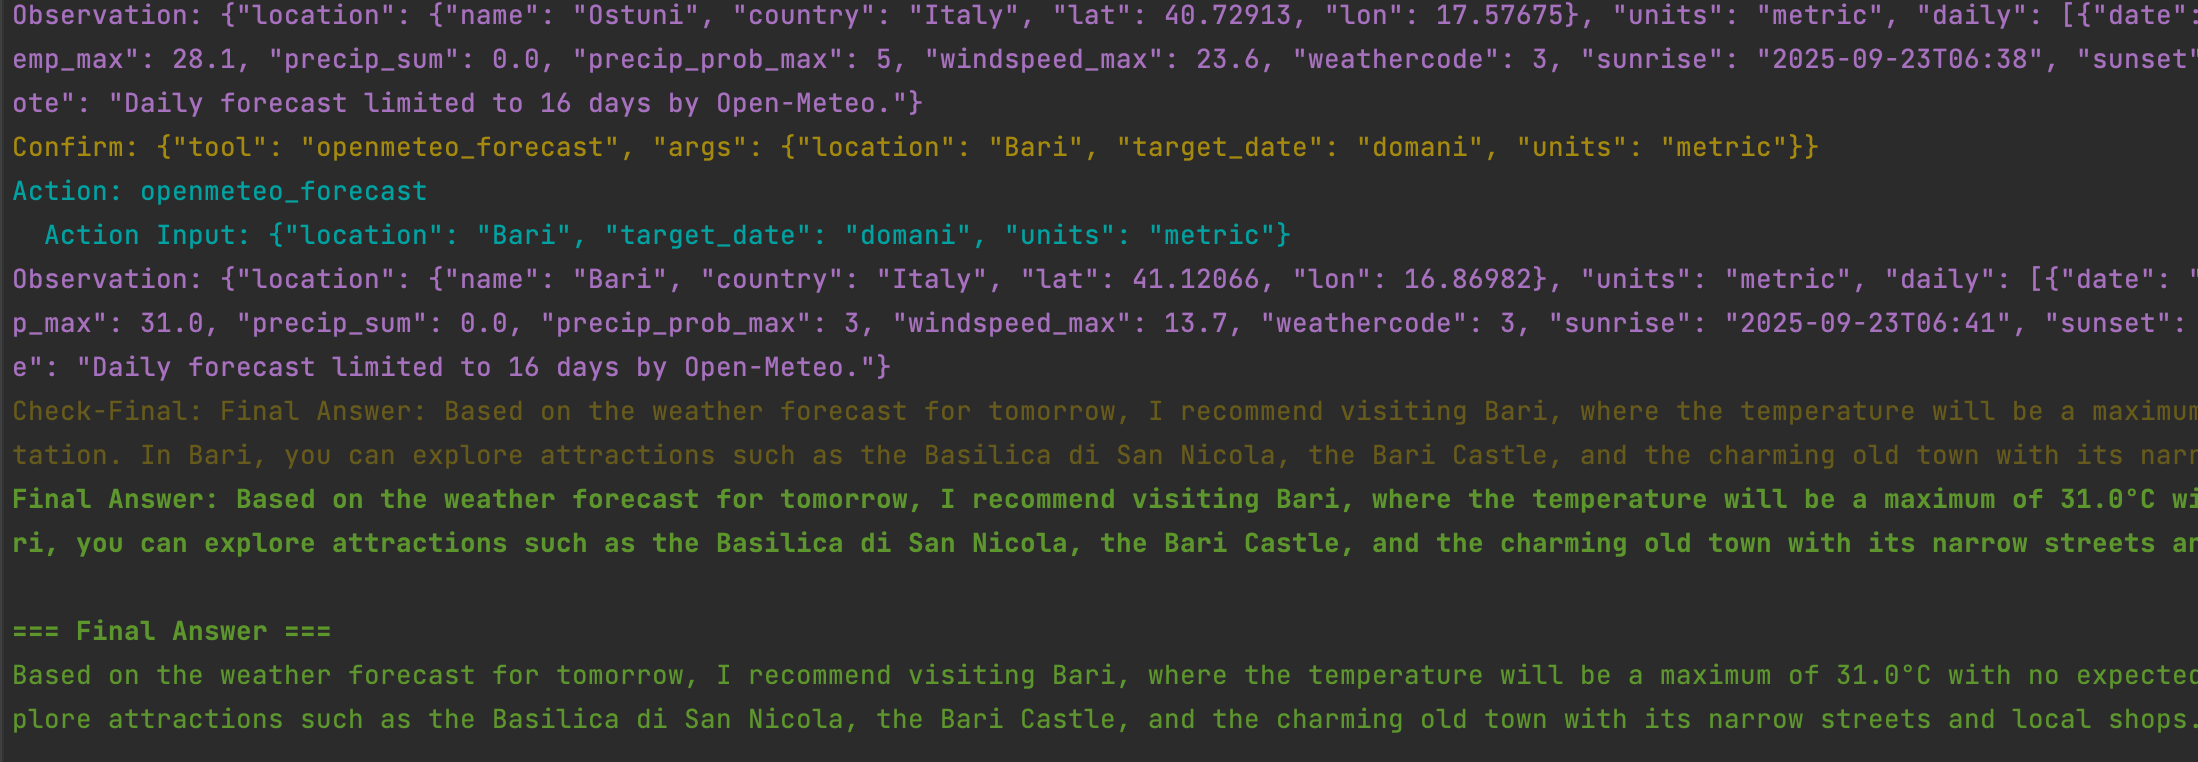 Observation: {"location": {"name": "Ostuni", "country": "Italy", "lat": 40.72913, "lon": 17.57675}, "units": "metric", "daily": [{"date":
emp_max": 28.1, "precip_sum": 0.0, "precip_prob_max": 5, "windspeed_max": 23.6, "weathercode": 3, "sunrise": "2025-09-23T06:38", "sunset"
ote": "Daily forecast limited to 16 days by Open-Meteo."}
Confirm: {"tool": "openmeteo_forecast", "args": {"location": "Bari", "target_date": "domani", "units": "metric"}}
Action: openmeteo_forecast
  Action Input: {"location": "Bari", "target_date": "domani", "units": "metric"}
Observation: {"location": {"name": "Bari", "country": "Italy", "lat": 41.12066, "lon": 16.86982}, "units": "metric", "daily": [{"date": "
p_max": 31.0, "precip_sum": 0.0, "precip_prob_max": 3, "windspeed_max": 13.7, "weathercode": 3, "sunrise": "2025-09-23T06:41", "sunset":
e": "Daily forecast limited to 16 days by Open-Meteo."}
Check-Final: Final Answer: Based on the weather forecast for tomorrow, I recommend visiting Bari, where the temperature will be a maximum
tation. In Bari, you can explore attractions such as the Basilica di San Nicola, the Bari Castle, and the charming old town with its narr
Final Answer: Based on the weather forecast for tomorrow, I recommend visiting Bari, where the temperature will be a maximum of 31.0°C wi
ri, you can explore attractions such as the Basilica di San Nicola, the Bari Castle, and the charming old town with its narrow streets an
=== Final Answer ===
Based on the weather forecast for tomorrow, I recommend visiting Bari, where the temperature will be a maximum of 31.0°C with no expected
plore attractions such as the Basilica di San Nicola, the Bari Castle, and the charming old town with its narrow streets and local shops.